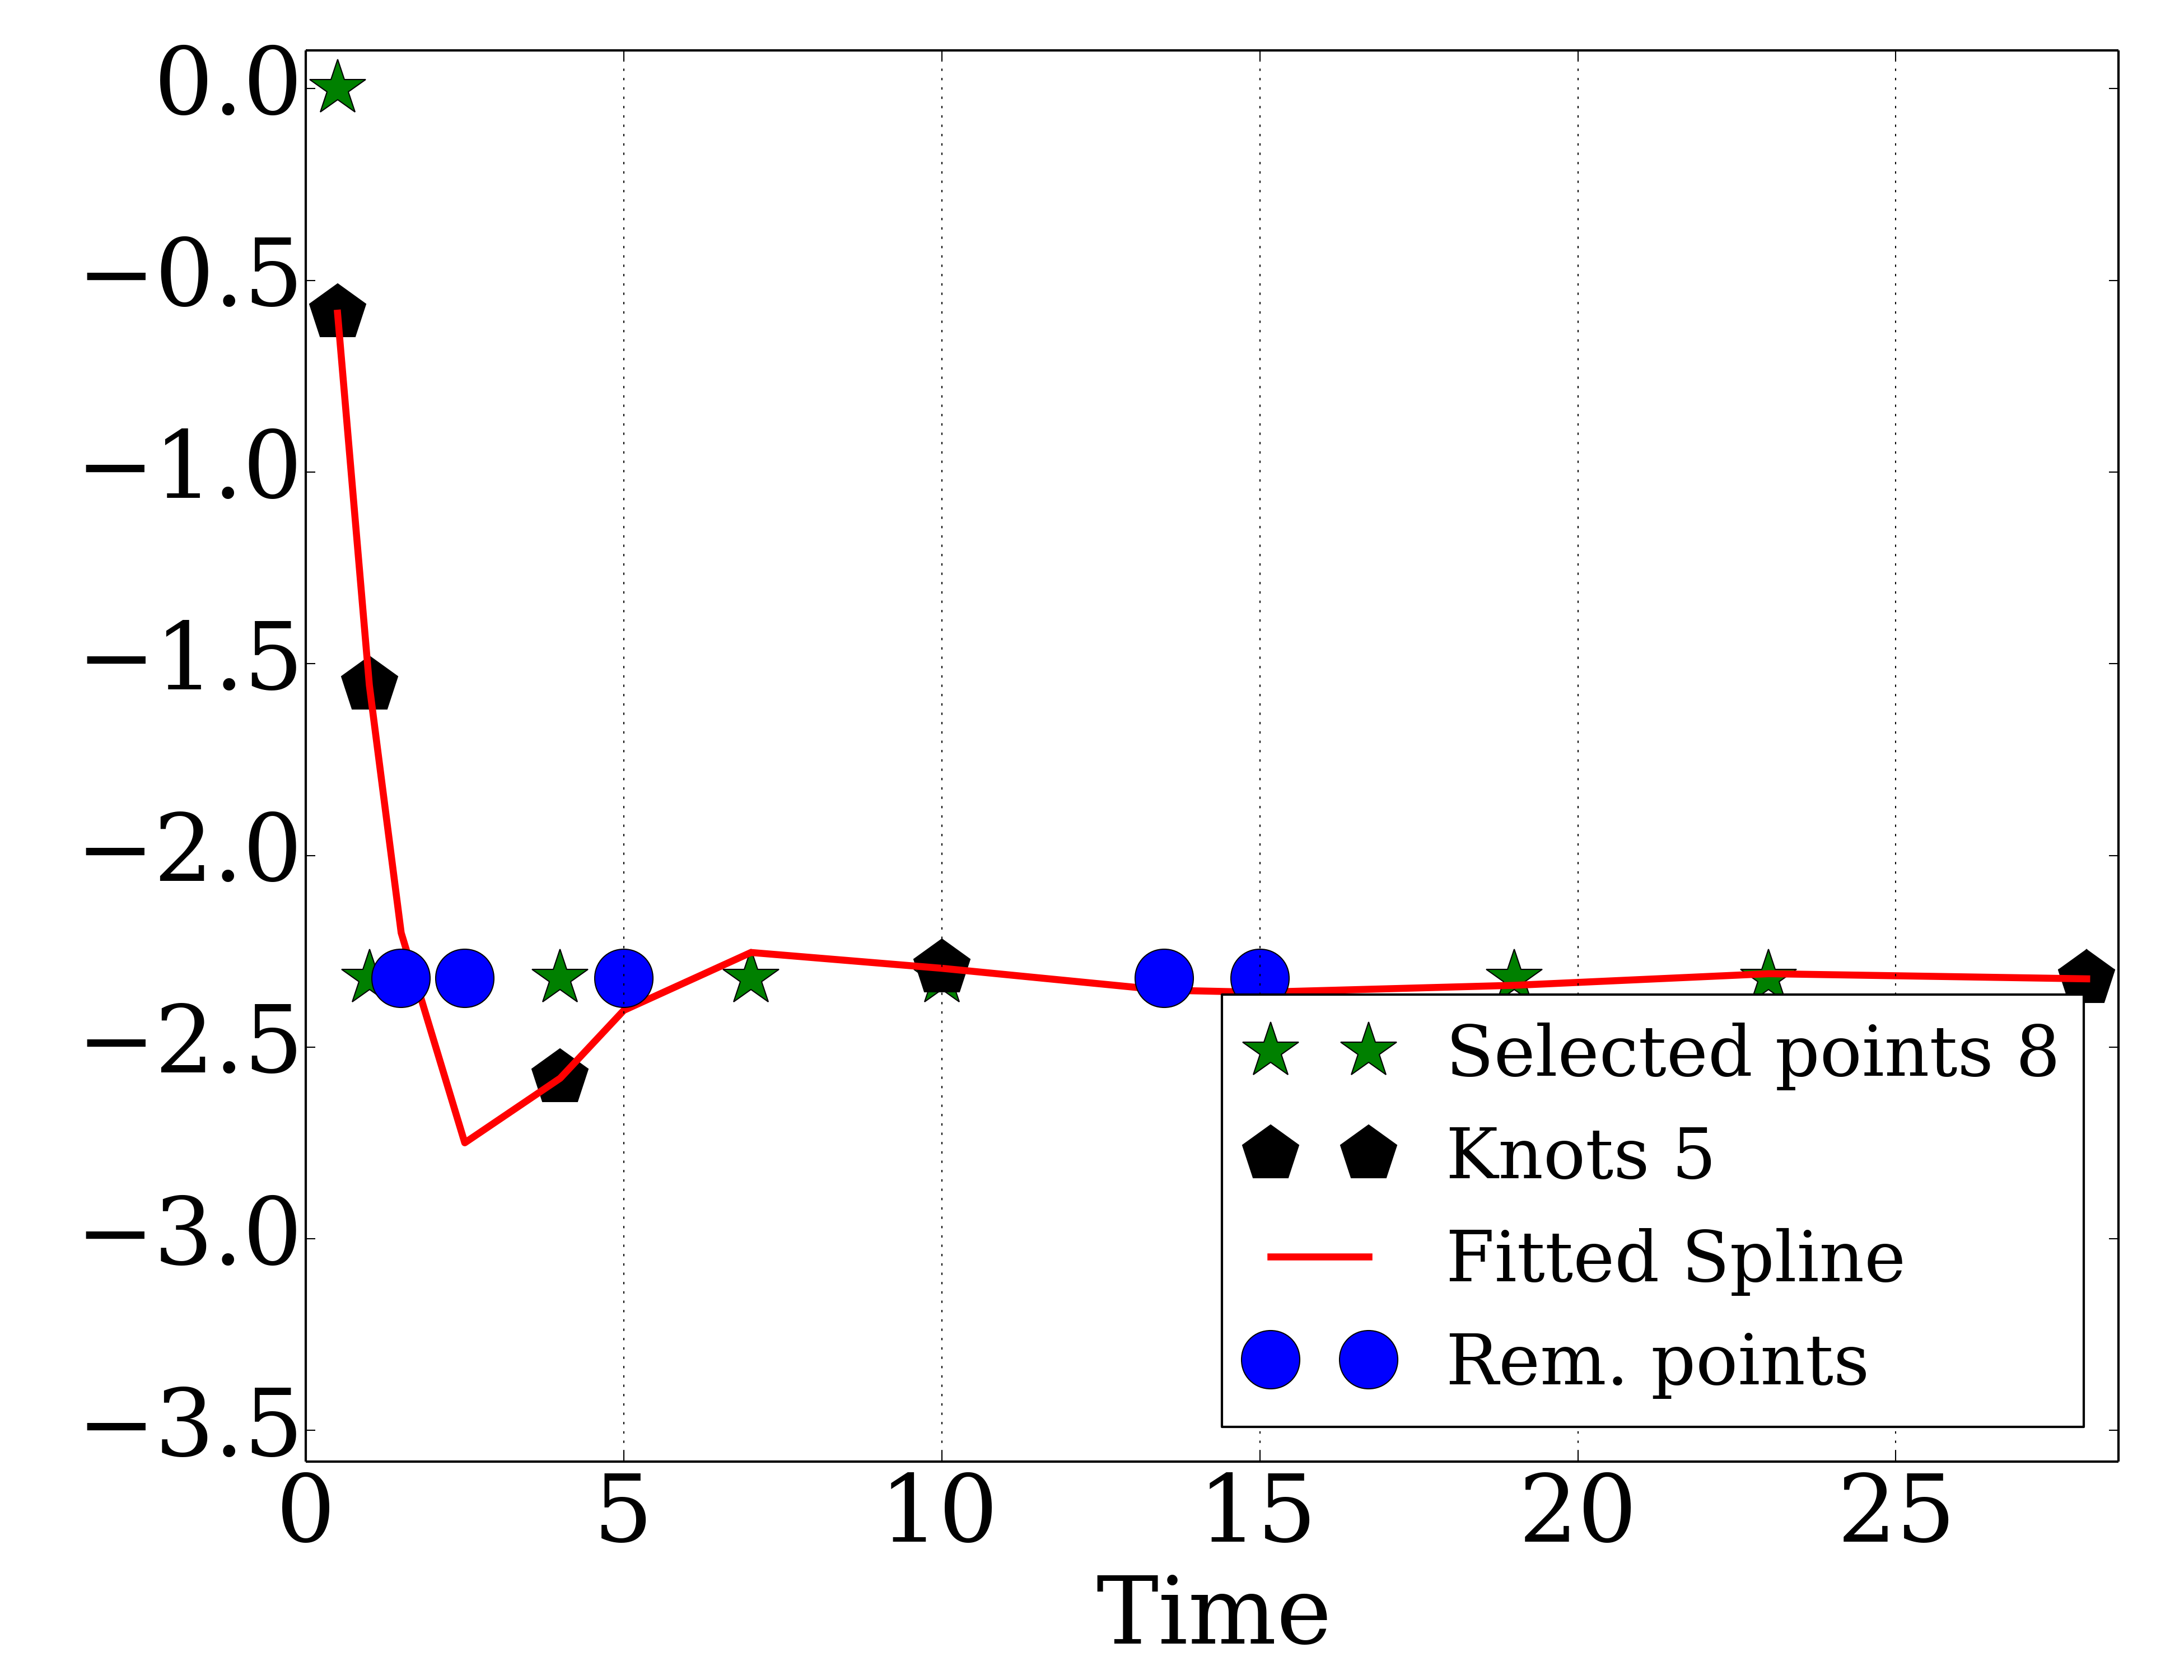 0.0
−0.5
−1.0
−1.5
−2.0
−2.5
−3.0
−3.5
Selected points 8
Knots 5
Fitted Spline
Rem. points
0 5 10 15 20 25
Time